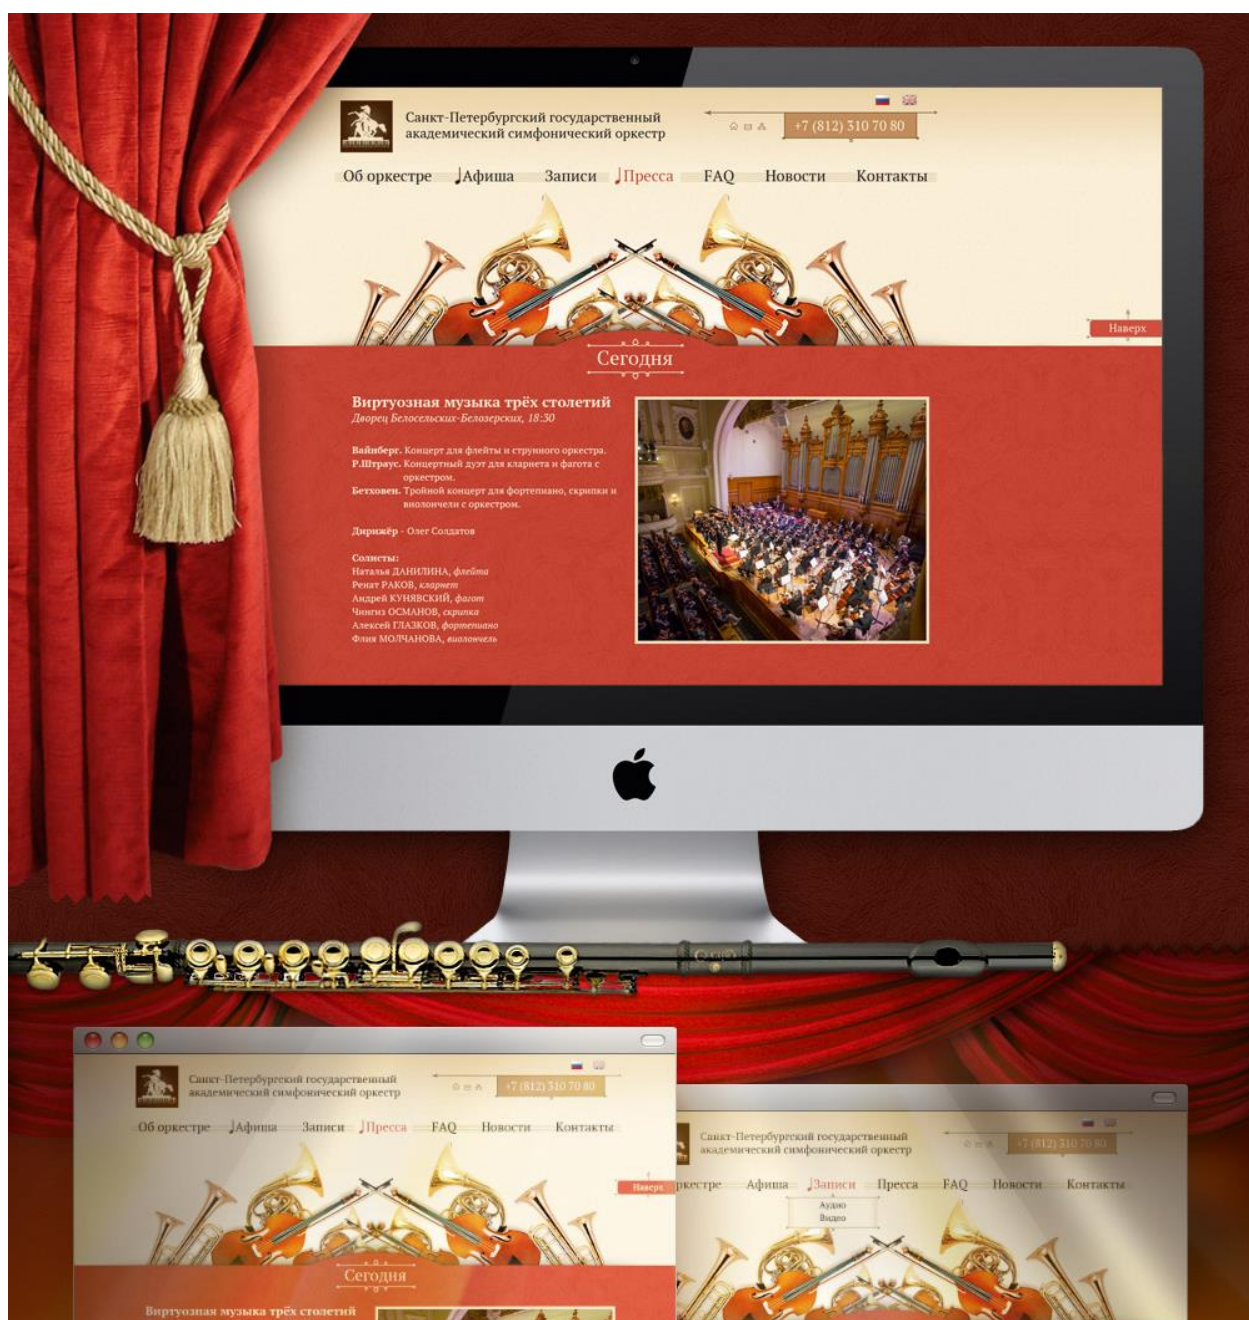 Санкт-Петербургский государственный
академический симфонический оркестр
+7 (812) 310 70 80
Об оркестре Афиша Записи Пресса FAQ Новости Контакты
Наверх
Сегодня
Виртуозная музыка трёх столетий
Дворец Белосельских-Белозерских, 18:30
Вайнберг. Концерт для флейты и струнного оркестра.
Р.Штраус. Концертный дуэт для кларнета и фагота с
оркестром.
Бетховен. Тройной концерт для фортепиано, скрипки и
виолончели с оркестром.
Дирижёр - Олег Солдатов
Солисты:
Наталья ДАНИЛИНА, флейта
Ренат РАКОВ, кларнет
Андрей КУНЯВСКИЙ, фагот
Чингиз ОСМАНОВ, скрипка
Алексей ГЛАЗКОВ, фортепиано
Флия МОЛЧАНОВА, виолончель
Санкт-Петербургский государственный
академический симфонический оркестр
+7 (812) 310 70 80
Об оркестре Афиша Записи Пресса FAQ Новости Контакты
Наверх
Сегодня
Виртуозная музыка трёх столетий
Санкт-Петербургский государственный
академический симфонический оркестр
+7 (812) 310 70 80
ркестре Афиша Записи Пресса FAQ Новости Контакты
Аудио
Видео